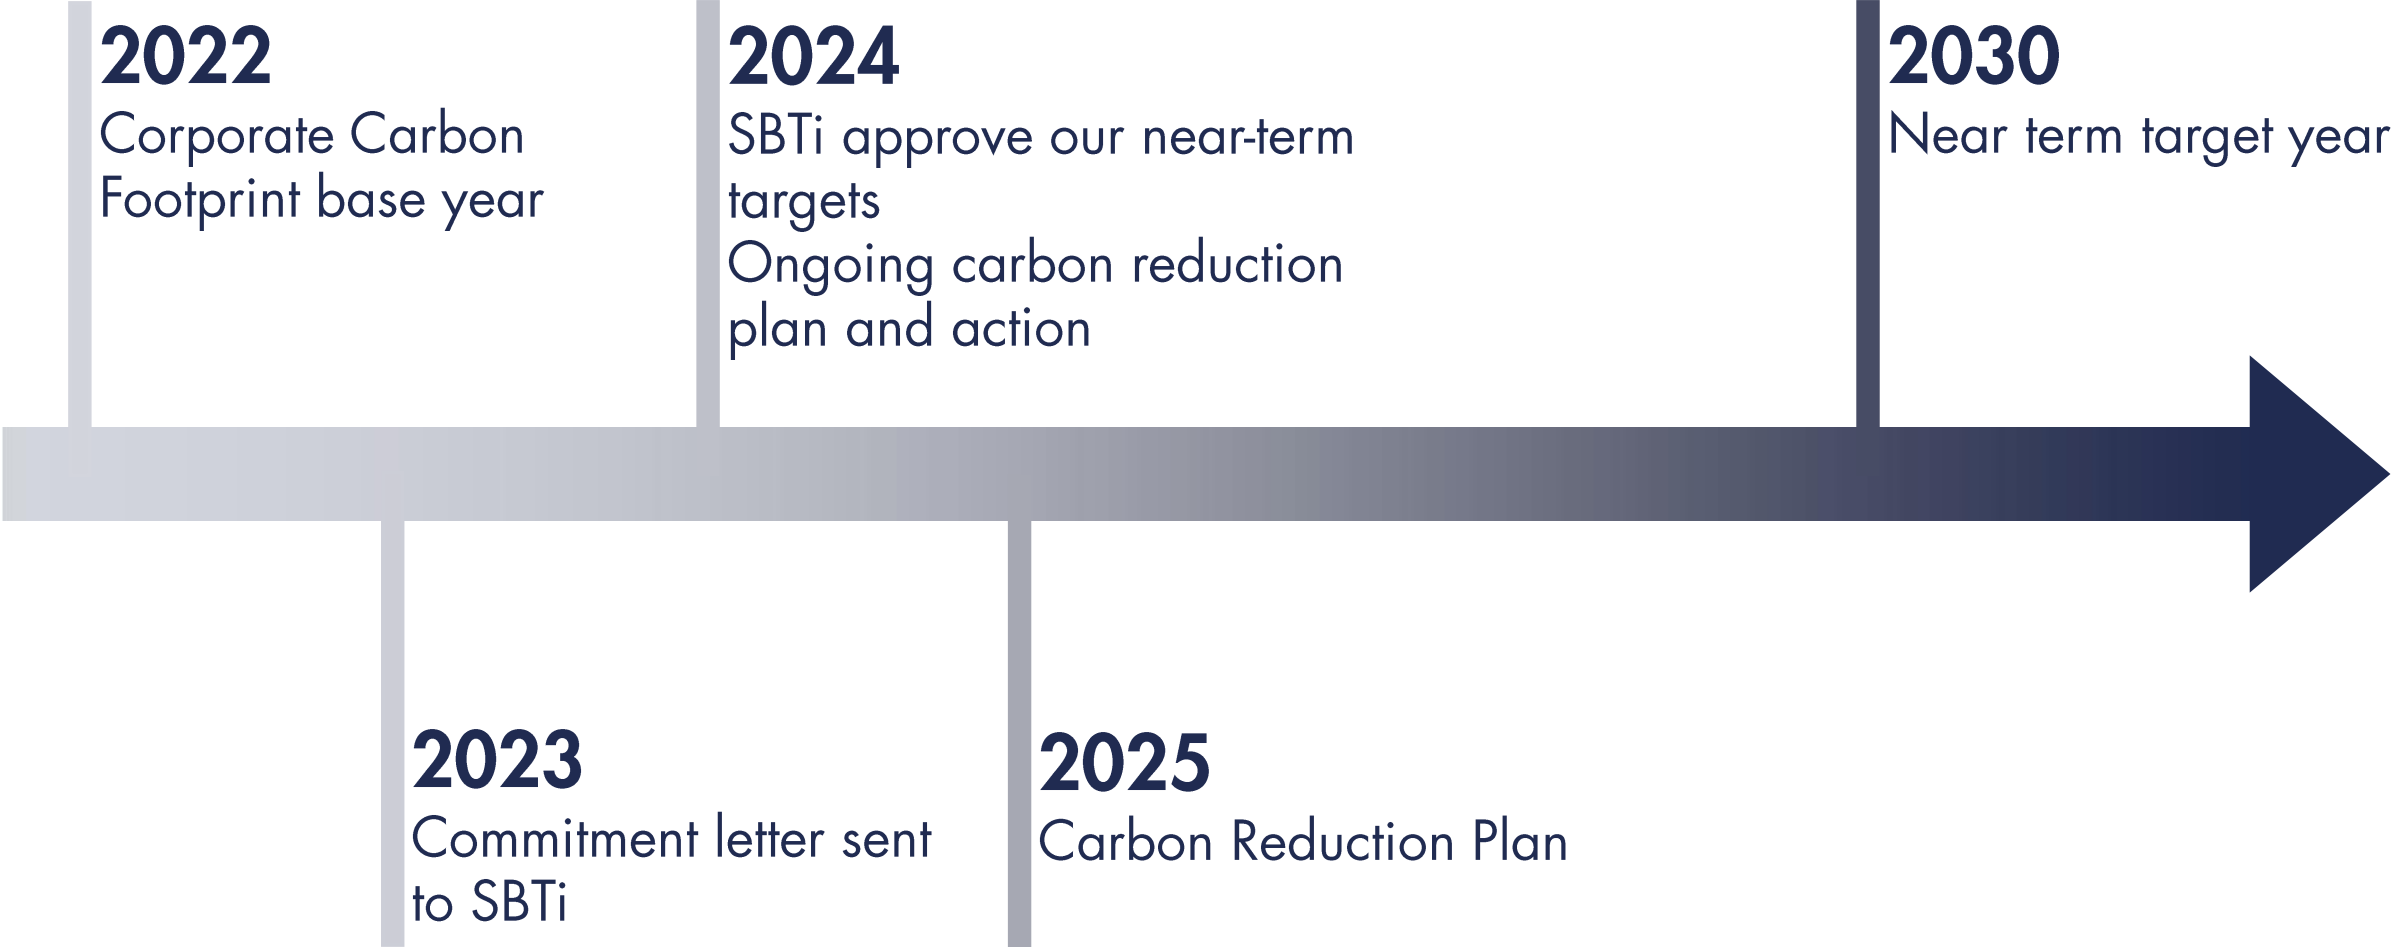 2022
Corporate Carbon
Footprint base year
2024
SBTi approve our near-term
targets
Ongoing carbon reduction
plan and action
2030
Near term target year
2023
Commitment letter sent
to SBTi
2025
Carbon Reduction Plan